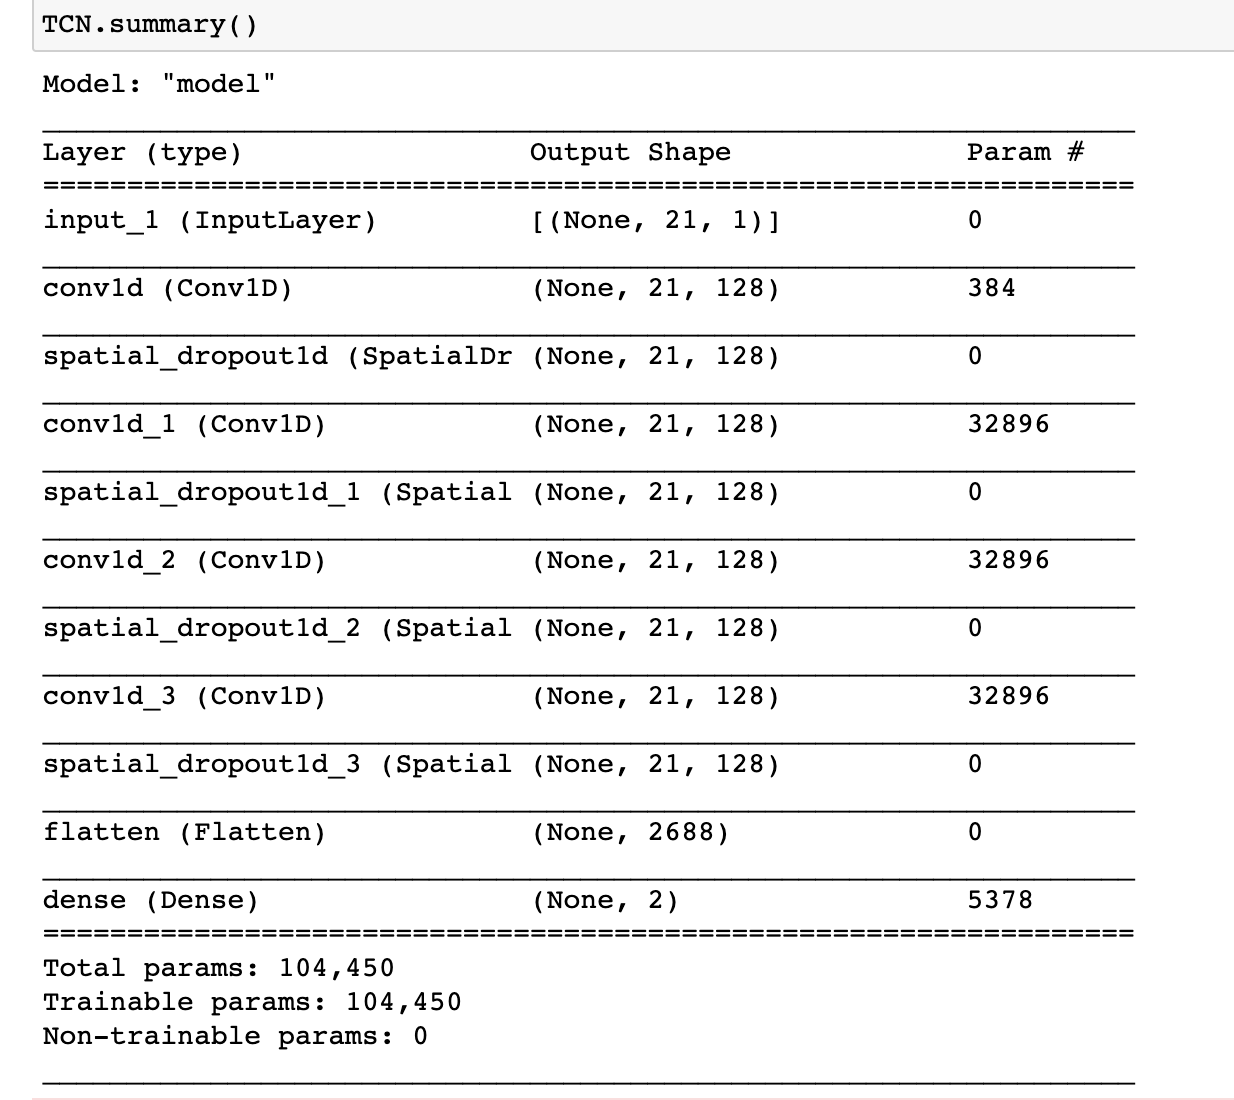 TCN.summary()
Model: "model"
Layer (type) Output Shape Param #
=================================================================
input_1 (InputLayer) [(None, 21, 1)] 0
conv1d (Conv1D) (None, 21, 128) 384
spatial_dropout1d (SpatialDr (None, 21, 128) 0
conv1d_1 (Conv1D) (None, 21, 128) 32896
spatial_dropout1d_1 (Spatial (None, 21, 128) 0
conv1d_2 (Conv1D) (None, 21, 128) 32896
spatial_dropout1d_2 (Spatial (None, 21, 128) 0
conv1d_3 (Conv1D) (None, 21, 128) 32896
spatial_dropout1d_3 (Spatial (None, 21, 128) 0
flatten (Flatten) (None, 2688) 0
dense (Dense) (None, 2) 5378
=================================================================
Total params: 104,450
Trainable params: 104,450
Non-trainable params: 0